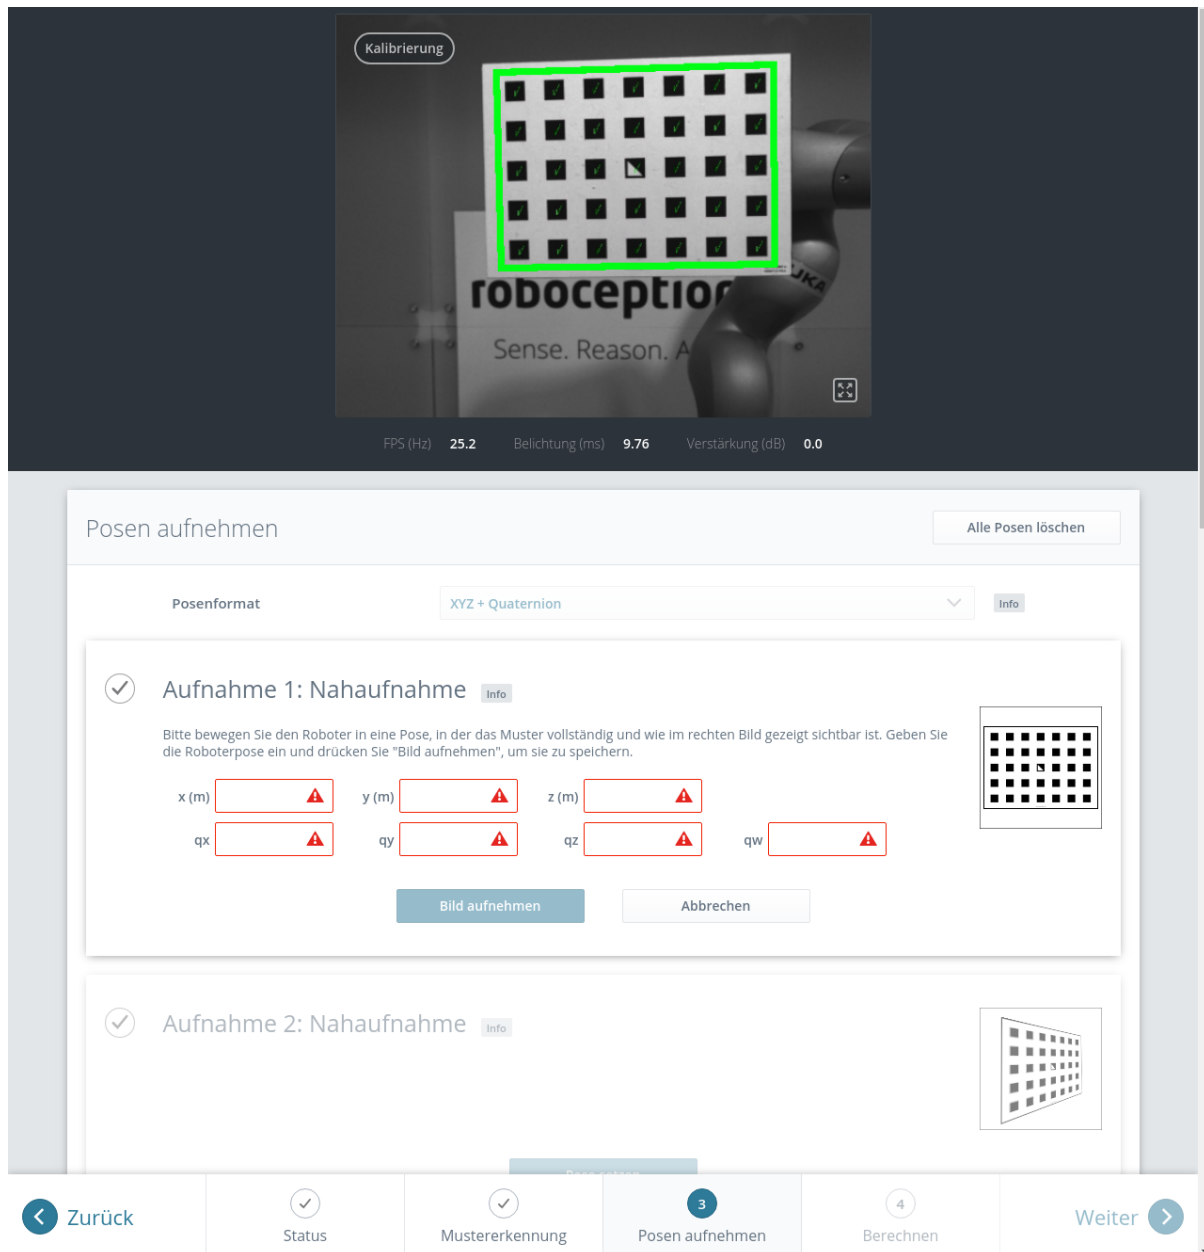 Kalibrierung
roboception
Sense. Reason. A
UKA
FPS (Hz) 25.2 Belichtung (ms) 9.76 Verstärkung (dB) 0.0
Posen aufnehmen
Alle Posen löschen
Posenformat
XYZ + Quaternion
Info
Aufnahme 1: Nahaufnahme Info
Bitte bewegen Sie den Roboter in eine Pose, in der das Muster vollständig und wie im rechten Bild gezeigt sichtbar ist. Geben Sie
die Roboterpose ein und drücken Sie "Bild aufnehmen", um sie zu speichern.
x (m) y (m) z (m)
qx qy qz qw
Bild aufnehmen Abbrechen
Aufnahme 2: Nahaufnahme Info
Zurück
Status
Mustererkennung
3
Posen aufnehmen
4
Berechnen
Weiter